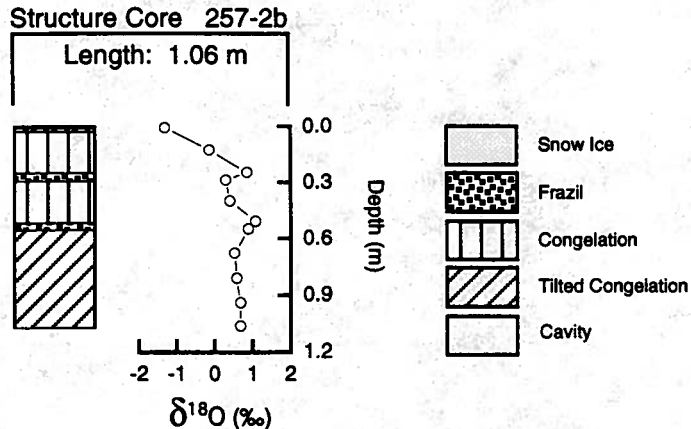 Structure Core 257-2b
Length: 1.06 m
0.0
0.3
0.6
0.9
1.2
Depth (m)
-2 -1 0 1 2
δ¹⁸O (‰)
Snow Ice
Frazil
Congelation
Tilted Congelation
Cavity